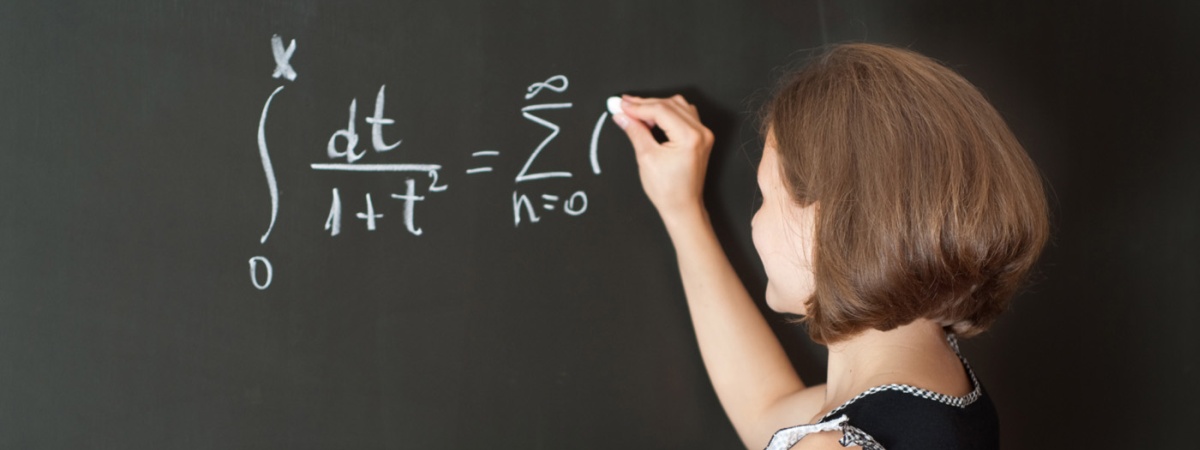 ∫₀ˣ dt/(1+t²) = ∑ₙ₌₀^∞ (